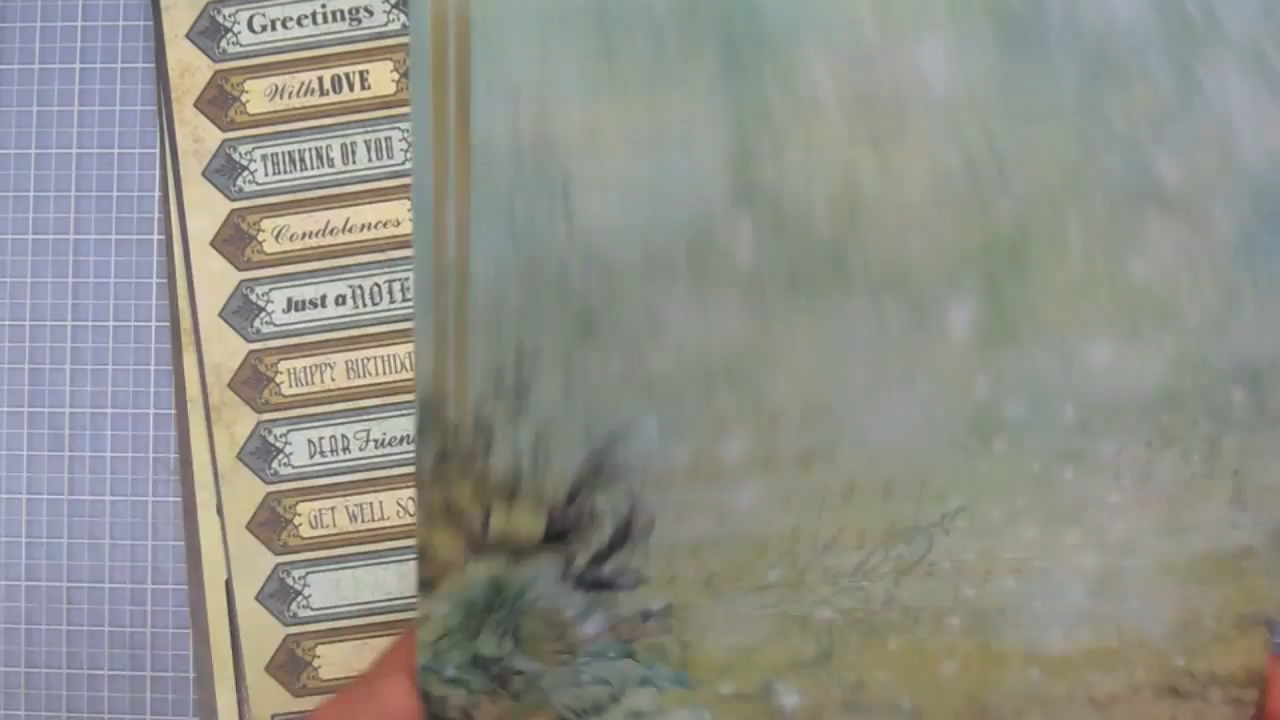 Greetings
With LOVE
THINKING OF YOU
Condolences
Just a NOTE
HAPPY BIRTHDA
DEAR Frien
GET WELL SO